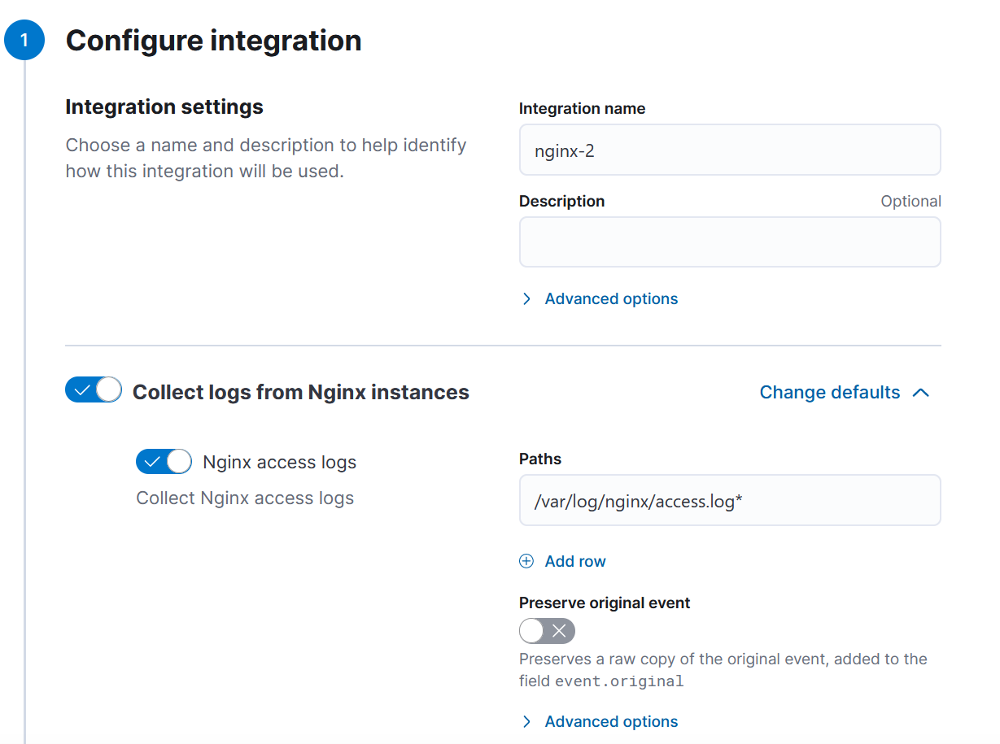 1
Configure integration
Integration settings
Choose a name and description to help identify
how this integration will be used.
Integration name
nginx-2
Description
Optional
Advanced options
Collect logs from Nginx instances
Change defaults
Nginx access logs
Collect Nginx access logs
Paths
/var/log/nginx/access.log*
Add row
Preserve original event
Preserves a raw copy of the original event, added to the
field event.original
Advanced options